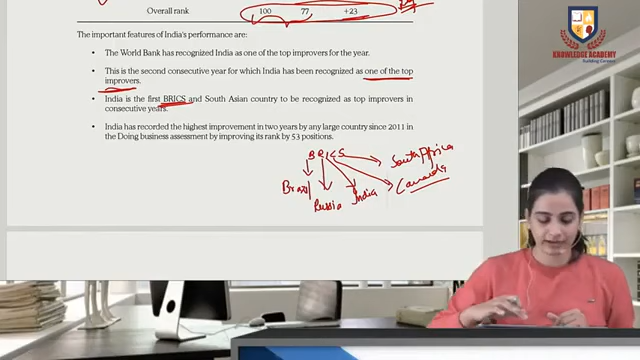 Overall rank 100 77 +23
KNOWLEDGE ACADEMY
Building Careers
The important features of India's performance are:
• The World Bank has recognized India as one of the top improvers for the year.
• This is the second consecutive year for which India has been recognized as one of the top
improvers.
• India is the first BRICS and South Asian country to be recognized as top improvers in
consecutive years.
• India has recorded the highest improvement in two years by any large country since 2011 in
the Doing business assessment by improving its rank by 53 positions.
BRICS
South Africa
Canada
Brazil
Russia
India